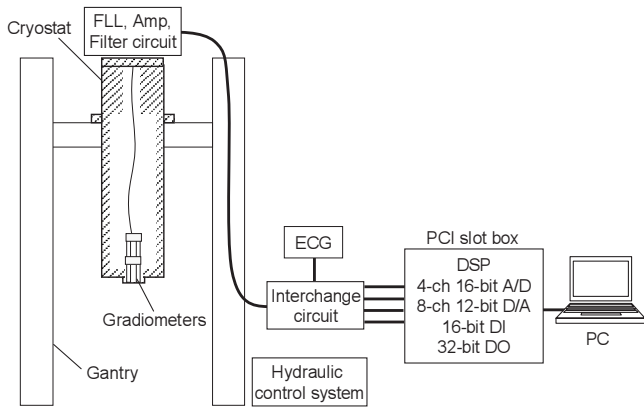 FLL, Amp,
Filter circuit
Cryostat
ECG
PCI slot box
DSP
4-ch 16-bit A/D
8-ch 12-bit D/A
16-bit DI
32-bit DO
Interchange
circuit
PC
Gradiometers
Gantry
Hydraulic
control system